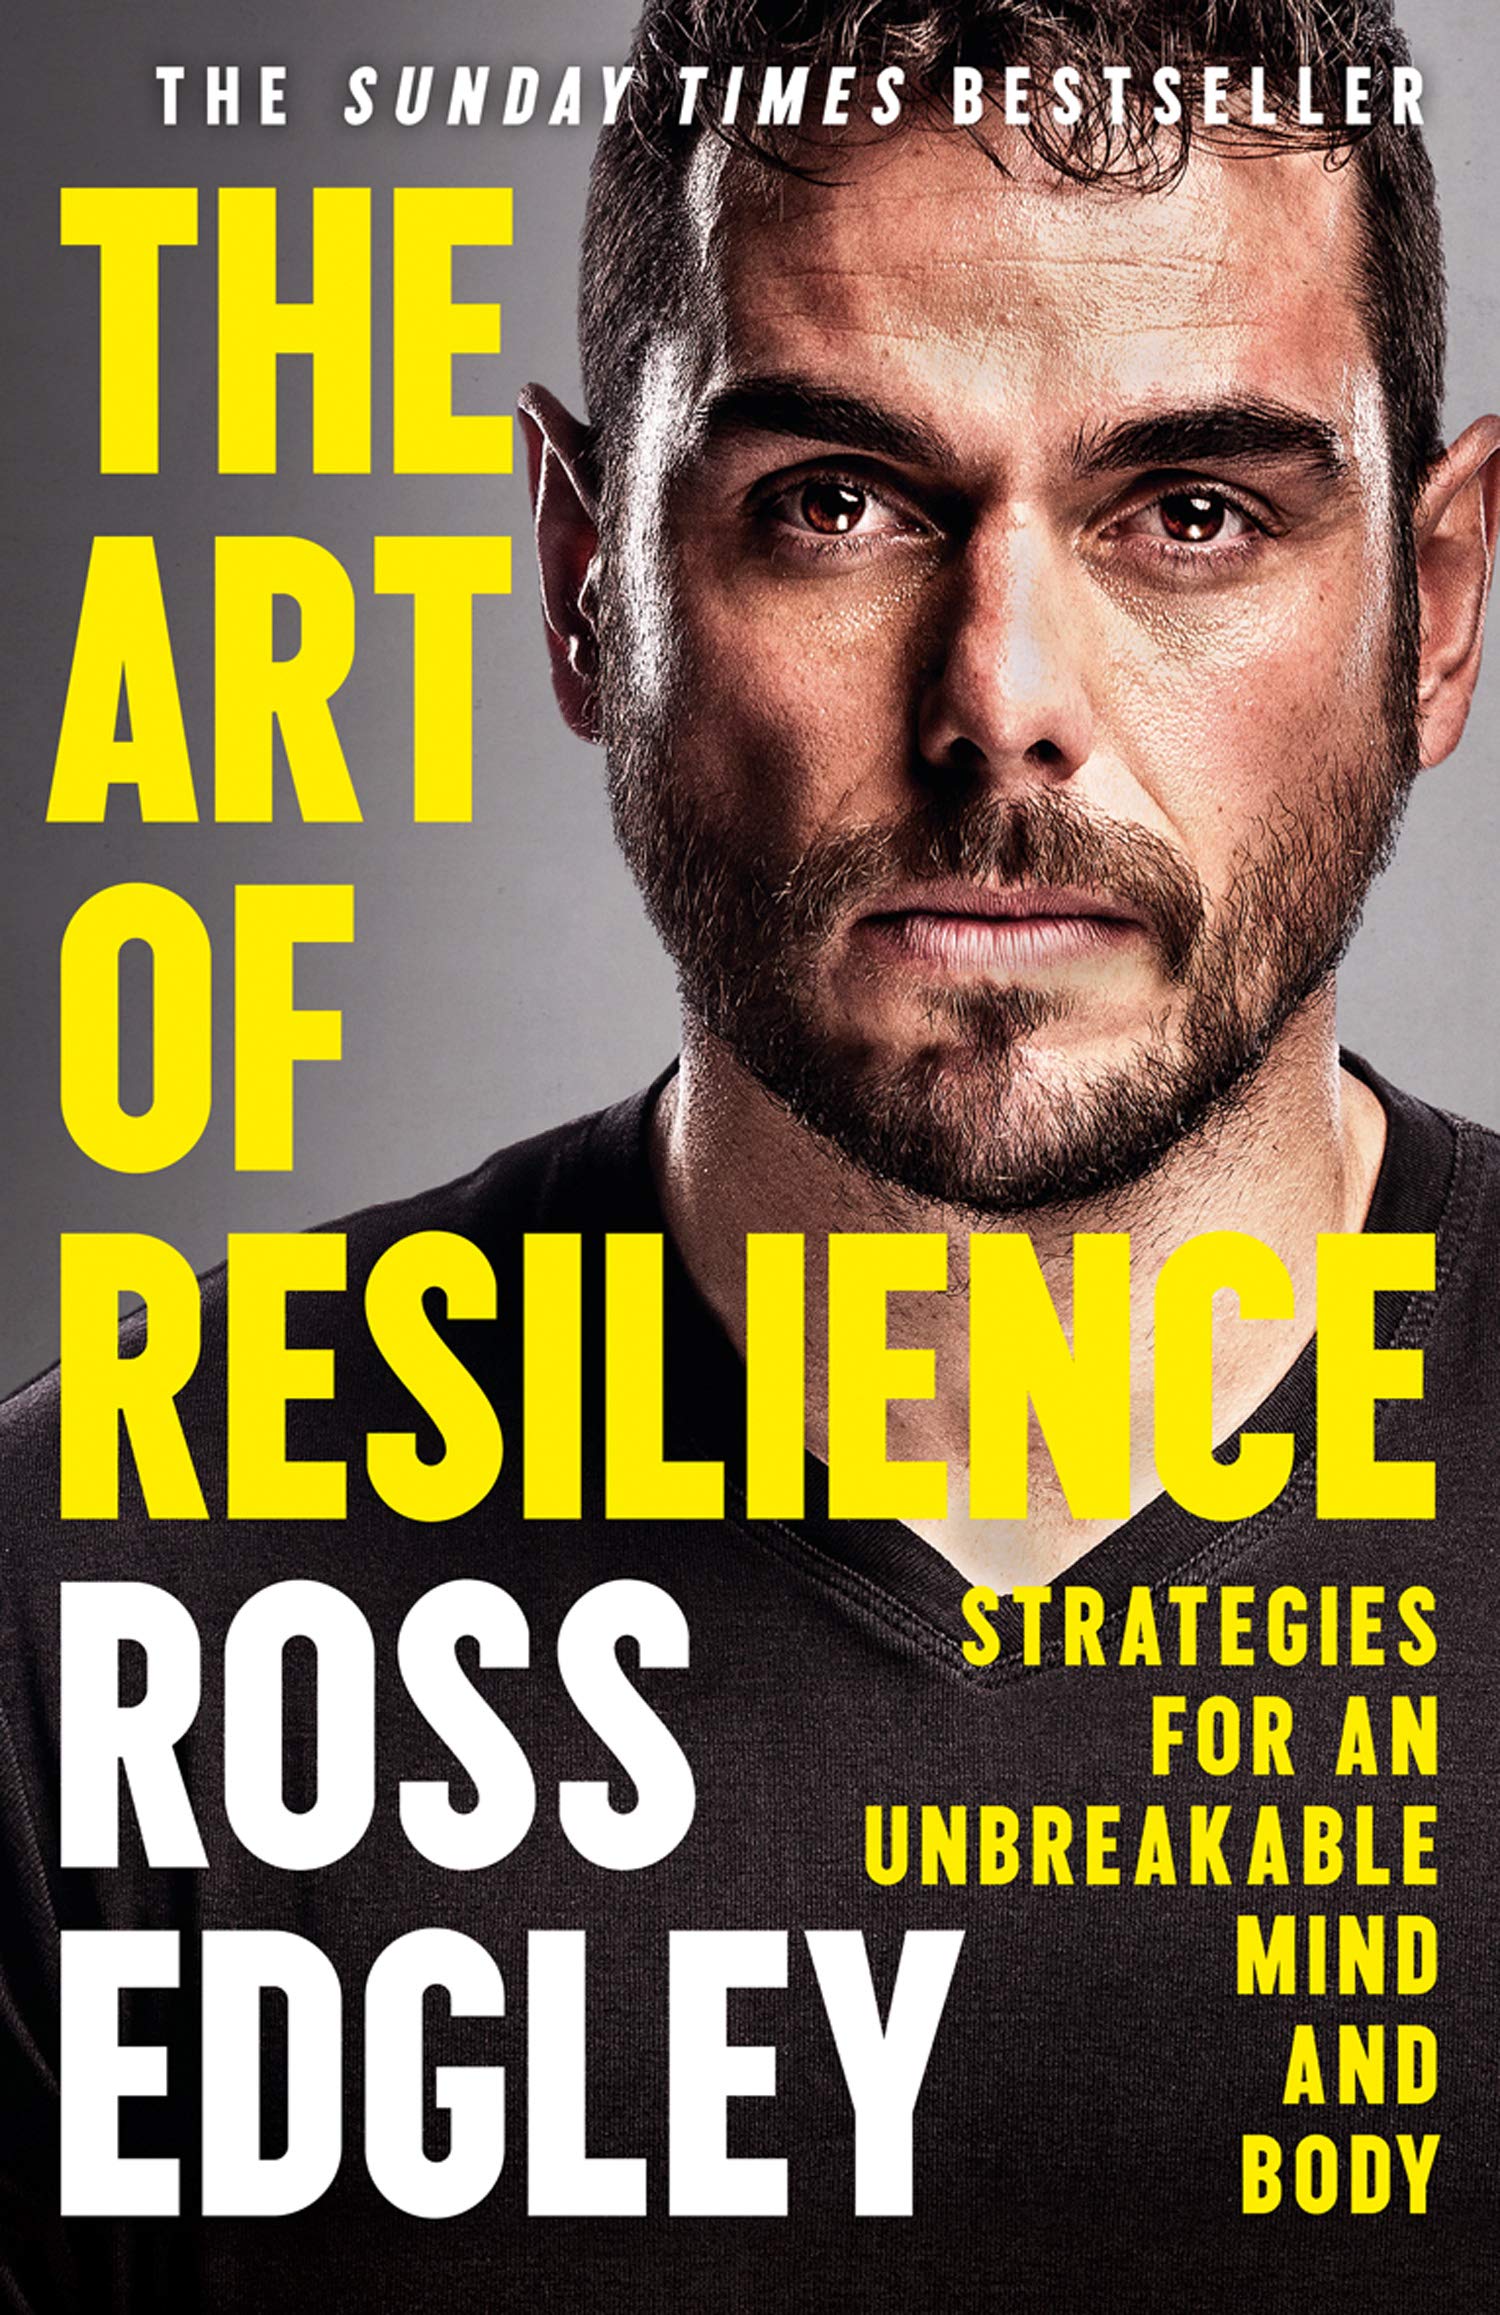 THE SUNDAY TIMES BESTSELLER
THE
ART
OF
RESILIENCE
ROSS
EDGLEY
STRATEGIES
FOR AN
UNBREAKABLE
MIND
AND
BODY